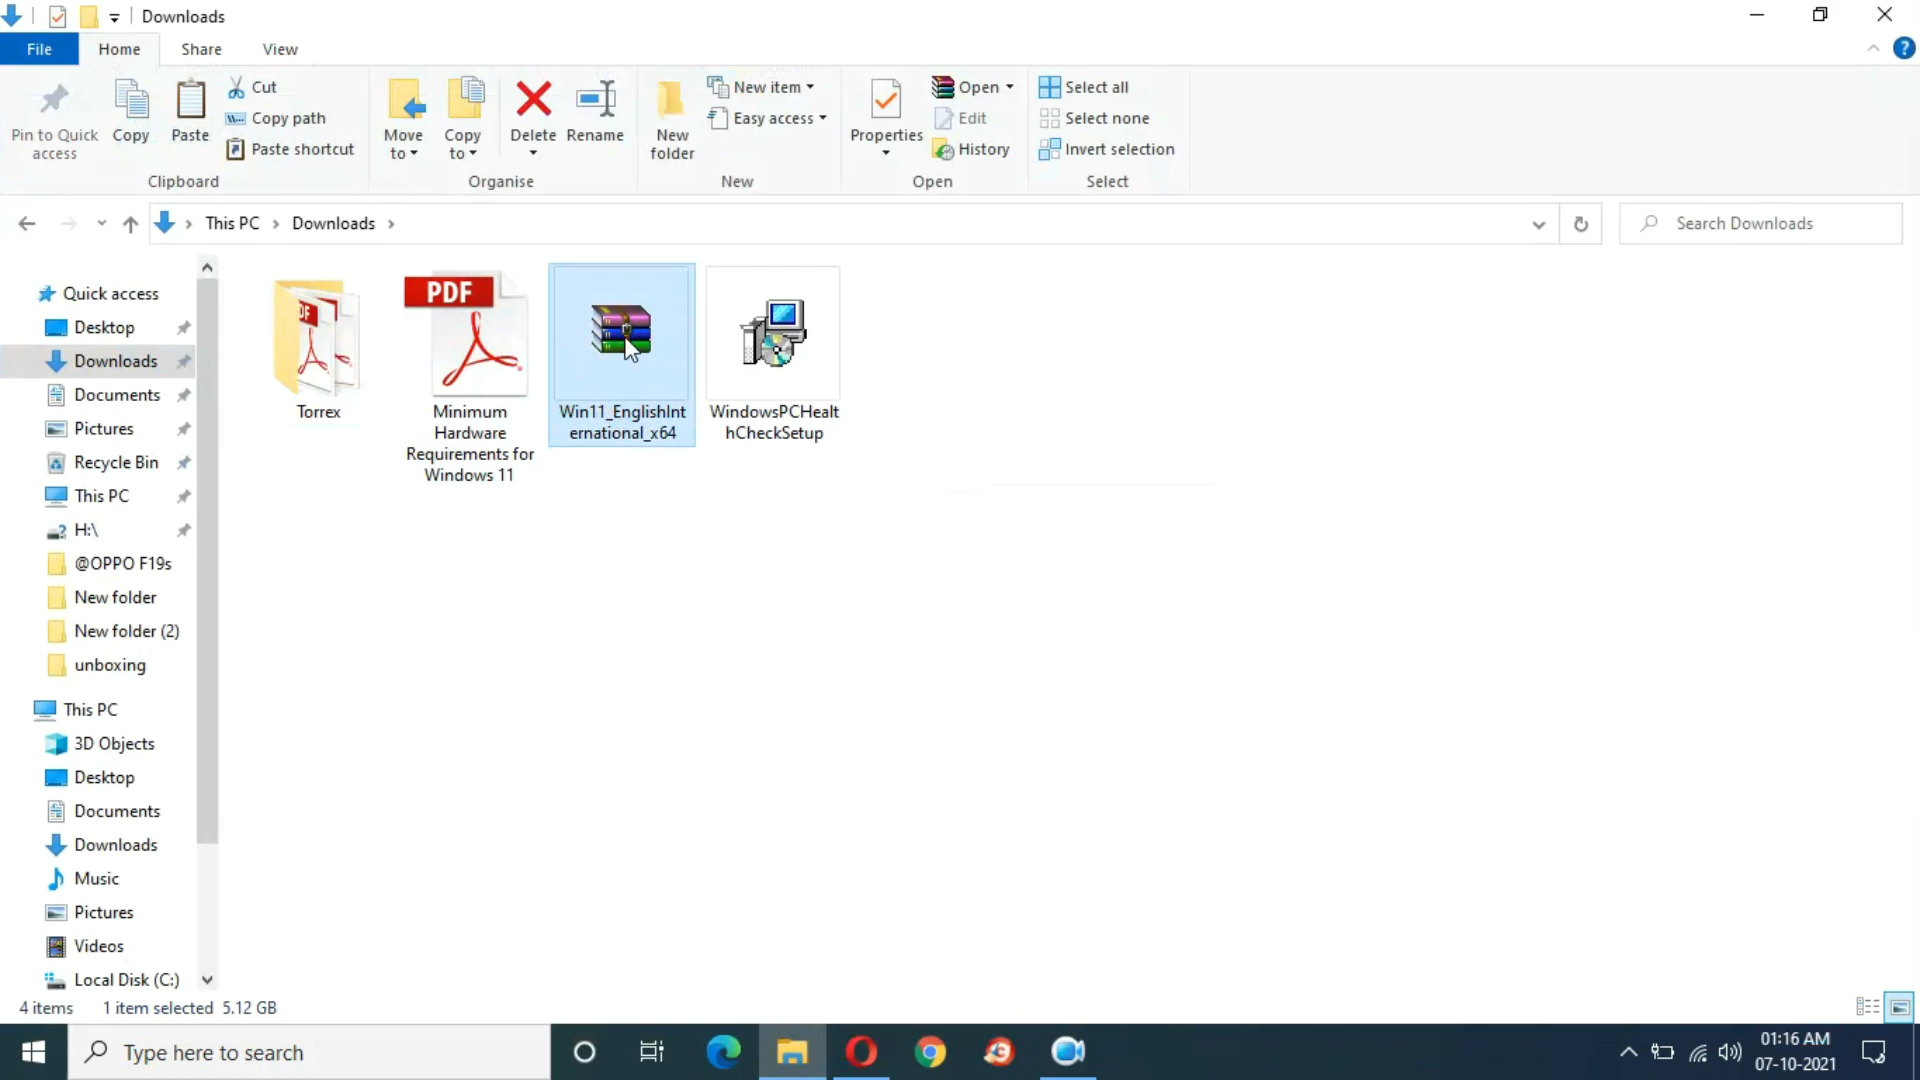 Downloads
File
Home
Share
View
Pin to Quick
access
Copy
Paste
Cut
Copy path
Paste shortcut
Clipboard
Move
to
Copy
to
Delete
Rename
Organise
New
folder
New item
Easy access
New
Properties
Open
Edit
History
Open
Select all
Select none
Invert selection
Select
This PC
Downloads
Search Downloads
Quick access
Desktop
Downloads
Documents
Pictures
Recycle Bin
This PC
H:\
@OPPO F19s
New folder
New folder (2)
unboxing
This PC
3D Objects
Desktop
Documents
Downloads
Music
Pictures
Videos
Local Disk (C:)
Torrex
PDF
Minimum
Hardware
Requirements for
Windows 11
Win11_EnglishInt
ernational_x64
WindowsPCHealt
hCheckSetup
4 items
1 item selected 5.12 GB
Type here to search
01:16 AM
07-10-2021